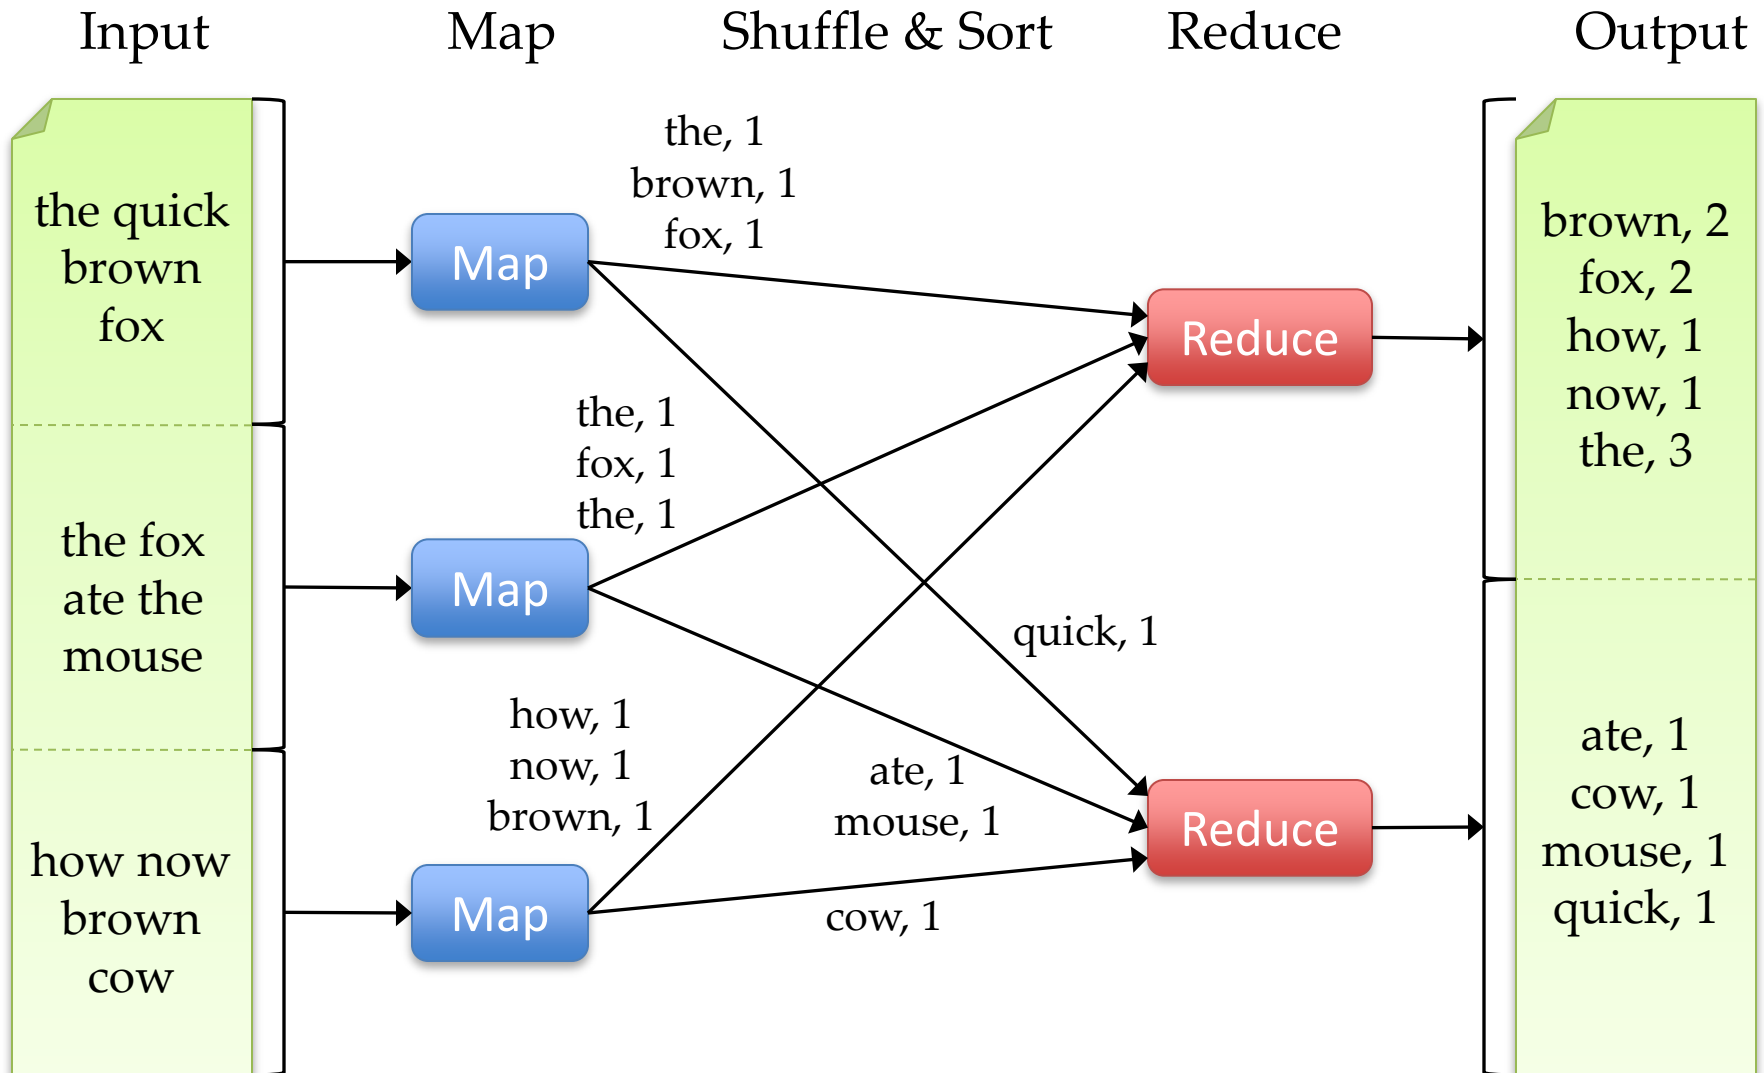 Input
Map
Shuffle & Sort
Reduce
Output
the quick
brown
fox
the fox
ate the
mouse
how now
brown
cow
Map
Map
Map
the, 1
brown, 1
fox, 1
the, 1
fox, 1
the, 1
how, 1
now, 1
brown, 1
quick, 1
ate, 1
mouse, 1
cow, 1
Reduce
Reduce
brown, 2
fox, 2
how, 1
now, 1
the, 3
ate, 1
cow, 1
mouse, 1
quick, 1